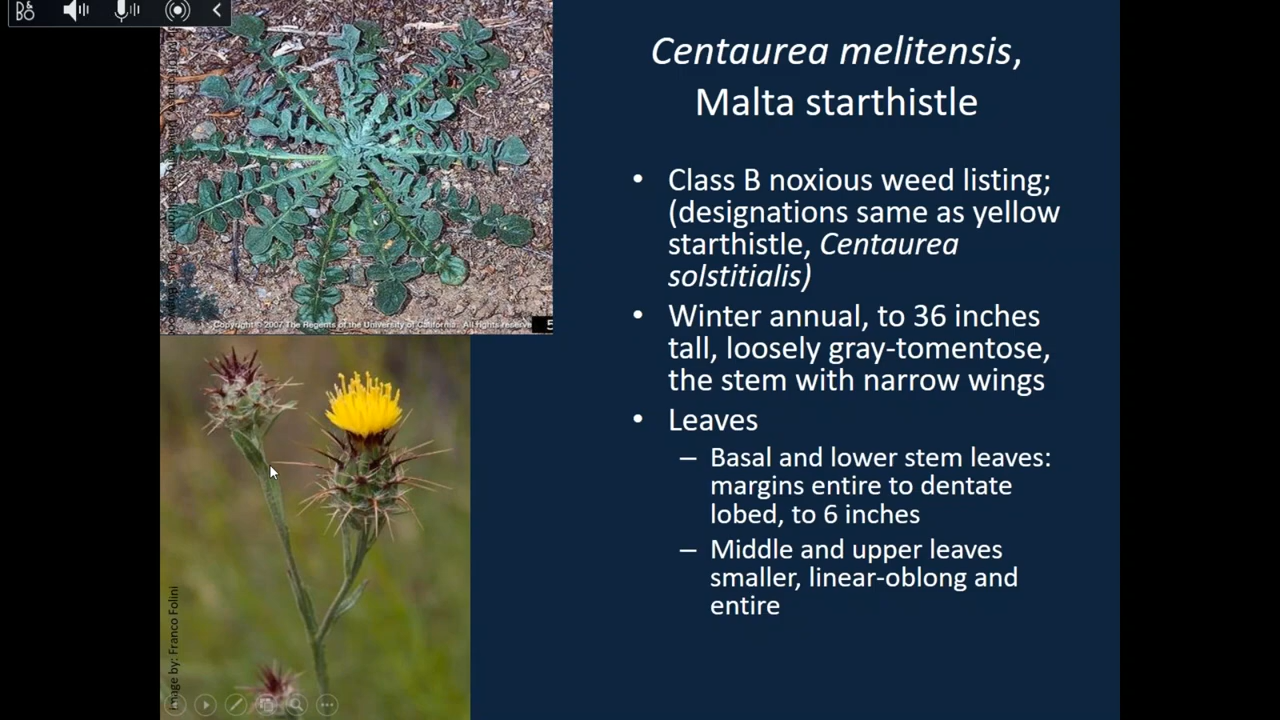 Centaurea melitensis,
Malta starthistle
• Class B noxious weed listing;
(designations same as yellow
starthistle, Centaurea
solstitialis)
• Winter annual, to 36 inches
tall, loosely gray-tomentose,
the stem with narrow wings
• Leaves
– Basal and lower stem leaves:
margins entire to dentate
lobed, to 6 inches
– Middle and upper leaves
smaller, linear-oblong and
entire
Copyright © 2007 The Regents of the University of California. All rights reserve
5
Image by: Franco Folini